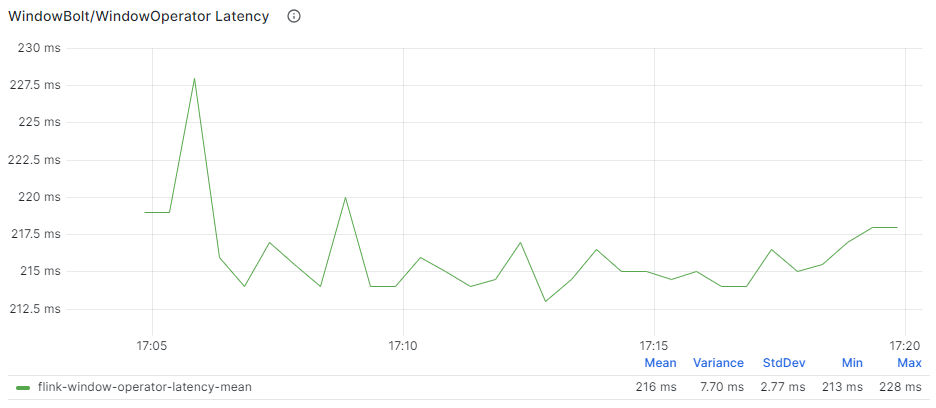 WindowBolt/WindowOperator Latency
230 ms
227.5 ms
225 ms
222.5 ms
220 ms
217.5 ms
215 ms
212.5 ms
17:05 17:10 17:15 17:20
Mean Variance StdDev Min Max
flink-window-operator-latency-mean 216 ms 7.70 ms 2.77 ms 213 ms 228 ms